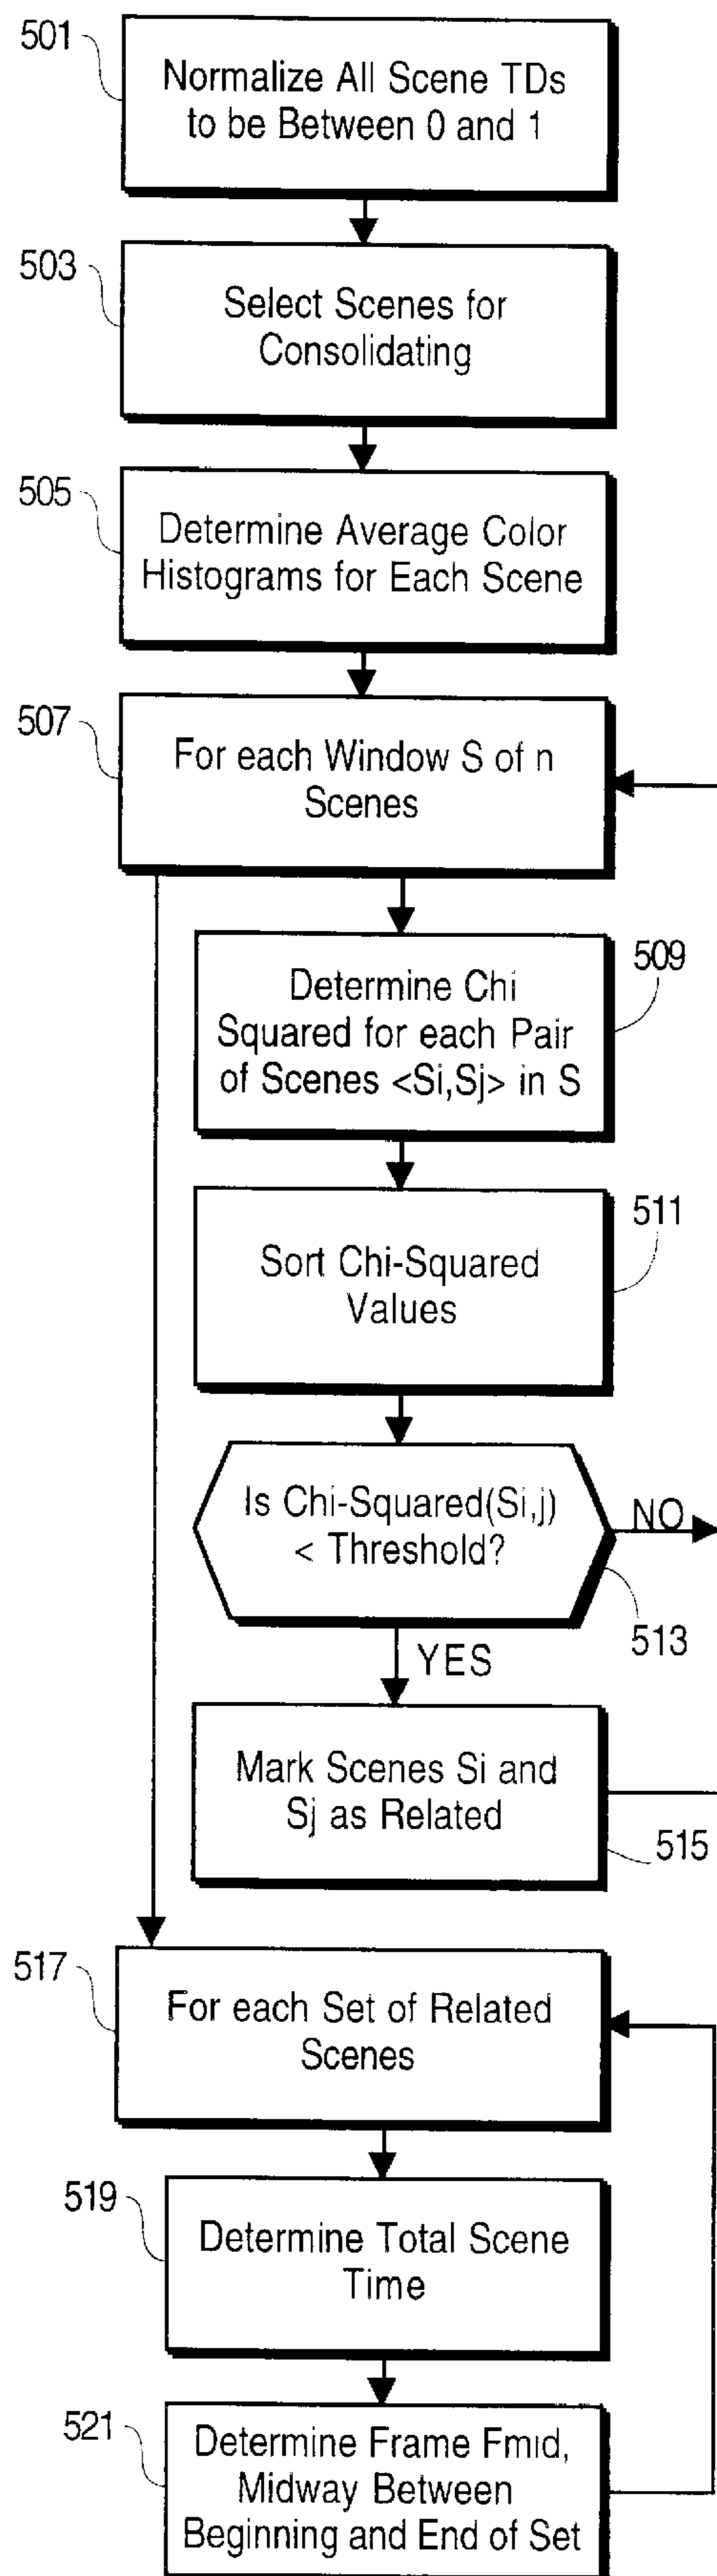 501
Normalize All Scene TDs
to be Between 0 and 1
503
Select Scenes for
Consolidating
505
Determine Average Color
Histograms for Each Scene
507
For each Window S of n
Scenes
509
Determine Chi
Squared for each Pair
of Scenes <Si,Sj> in S
511
Sort Chi-Squared
Values
Is Chi-Squared(Si,j)
< Threshold?
NO
513
YES
Mark Scenes Si and
Sj as Related
515
517
For each Set of Related
Scenes
519
Determine Total Scene
Time
521
Determine Frame Fmid,
Midway Between
Beginning and End of Set